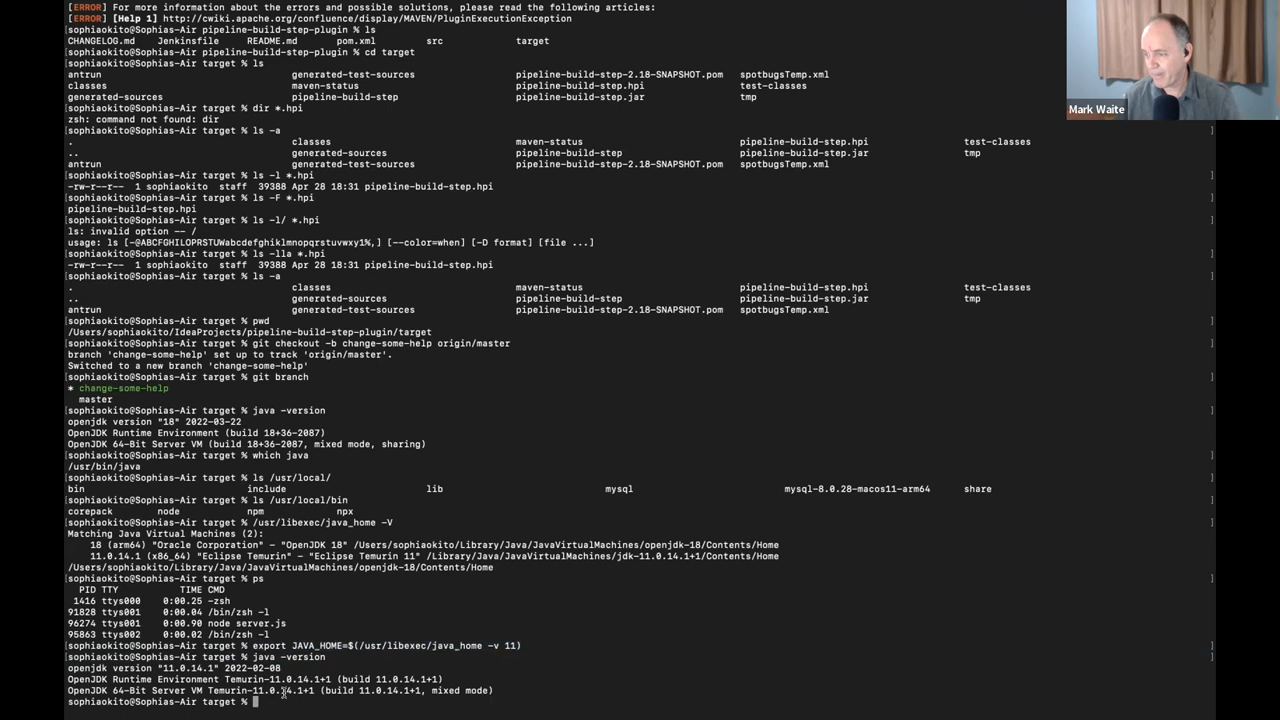 [ERROR] For more information about the errors and possible solutions, please read the following articles:
[ERROR] [Help 1] http://cwiki.apache.org/confluence/display/MAVEN/PluginExecutionException
[sophiaokito@Sophias-Air pipeline-build-step-plugin % ls ]
CHANGELOG.md Jenkinsfile README.md pom.xml src target
[sophiaokito@Sophias-Air pipeline-build-step-plugin % cd target ]
[sophiaokito@Sophias-Air target % ls ]
antrun generated-test-sources pipeline-build-step-2.18-SNAPSHOT.pom spotbugsTemp.xml
classes maven-status pipeline-build-step.hpi test-classes
generated-sources pipeline-build-step pipeline-build-step.jar tmp
[sophiaokito@Sophias-Air target % dir *.hpi
zsh: command not found: dir
[sophiaokito@Sophias-Air target % ls -a ]
. classes maven-status pipeline-build-step.hpi test-classes
.. generated-sources pipeline-build-step pipeline-build-step.jar tmp
antrun generated-test-sources pipeline-build-step-2.18-SNAPSHOT.pom spotbugsTemp.xml
[sophiaokito@Sophias-Air target % ls -l *.hpi ]
-rw-r--r-- 1 sophiaokito staff 39388 Apr 28 18:31 pipeline-build-step.hpi
[sophiaokito@Sophias-Air target % ls -F *.hpi ]
pipeline-build-step.hpi
[sophiaokito@Sophias-Air target % ls -l/ *.hpi ]
ls: invalid option -- /
usage: ls [-@ABCFGHILOPRSTUWabcdefghiklmnopqrstuvwxy1%,] [--color=when] [-D format] [file ...]
[sophiaokito@Sophias-Air target % ls -lla *.hpi ]
-rw-r--r-- 1 sophiaokito staff 39388 Apr 28 18:31 pipeline-build-step.hpi
[sophiaokito@Sophias-Air target % ls -a ]
. classes maven-status pipeline-build-step.hpi test-classes
.. generated-sources pipeline-build-step pipeline-build-step.jar tmp
antrun generated-test-sources pipeline-build-step-2.18-SNAPSHOT.pom spotbugsTemp.xml
[sophiaokito@Sophias-Air target % pwd ]
/Users/sophiaokito/IdeaProjects/pipeline-build-step-plugin/target
[sophiaokito@Sophias-Air target % git checkout -b change-some-help origin/master ]
branch 'change-some-help' set up to track 'origin/master'.
Switched to a new branch 'change-some-help'
[sophiaokito@Sophias-Air target % git branch ]
* change-some-help
master
[sophiaokito@Sophias-Air target % java -version ]
openjdk version "18" 2022-03-22
OpenJDK Runtime Environment (build 18+36-2087)
OpenJDK 64-Bit Server VM (build 18+36-2087, mixed mode, sharing)
[sophiaokito@Sophias-Air target % which java ]
/usr/bin/java
[sophiaokito@Sophias-Air target % ls /usr/local/ ]
bin include lib mysql mysql-8.0.28-macos11-arm64 share
[sophiaokito@Sophias-Air target % ls /usr/local/bin ]
corepack node npm npx
[sophiaokito@Sophias-Air target % /usr/libexec/java_home -V ]
Matching Java Virtual Machines (2):
18 (arm64) "Oracle Corporation" - "OpenJDK 18" /Users/sophiaokito/Library/Java/JavaVirtualMachines/openjdk-18/Contents/Home
11.0.14.1 (x86_64) "Eclipse Temurin" - "Eclipse Temurin 11" /Users/sophiaokito/Library/Java/JavaVirtualMachines/jdk-11.0.14.1+1/Contents/Home
/Users/sophiaokito/Library/Java/JavaVirtualMachines/openjdk-18/Contents/Home
[sophiaokito@Sophias-Air target % ps ]
PID TTY TIME CMD
1416 ttys000 0:00.25 -zsh
91828 ttys001 0:00.04 /bin/zsh -l
96274 ttys001 0:00.90 node server.js
95863 ttys002 0:00.02 /bin/zsh -l
[sophiaokito@Sophias-Air target % export JAVA_HOME=$(/usr/libexec/java_home -v 11) ]
[sophiaokito@Sophias-Air target % java -version ]
openjdk version "11.0.14.1" 2022-02-08
OpenJDK Runtime Environment Temurin-11.0.14.1+1 (build 11.0.14.1+1)
OpenJDK 64-Bit Server VM Temurin-11.0.14.1+1 (build 11.0.14.1+1, mixed mode)
sophiaokito@Sophias-Air target %
Mark Waite